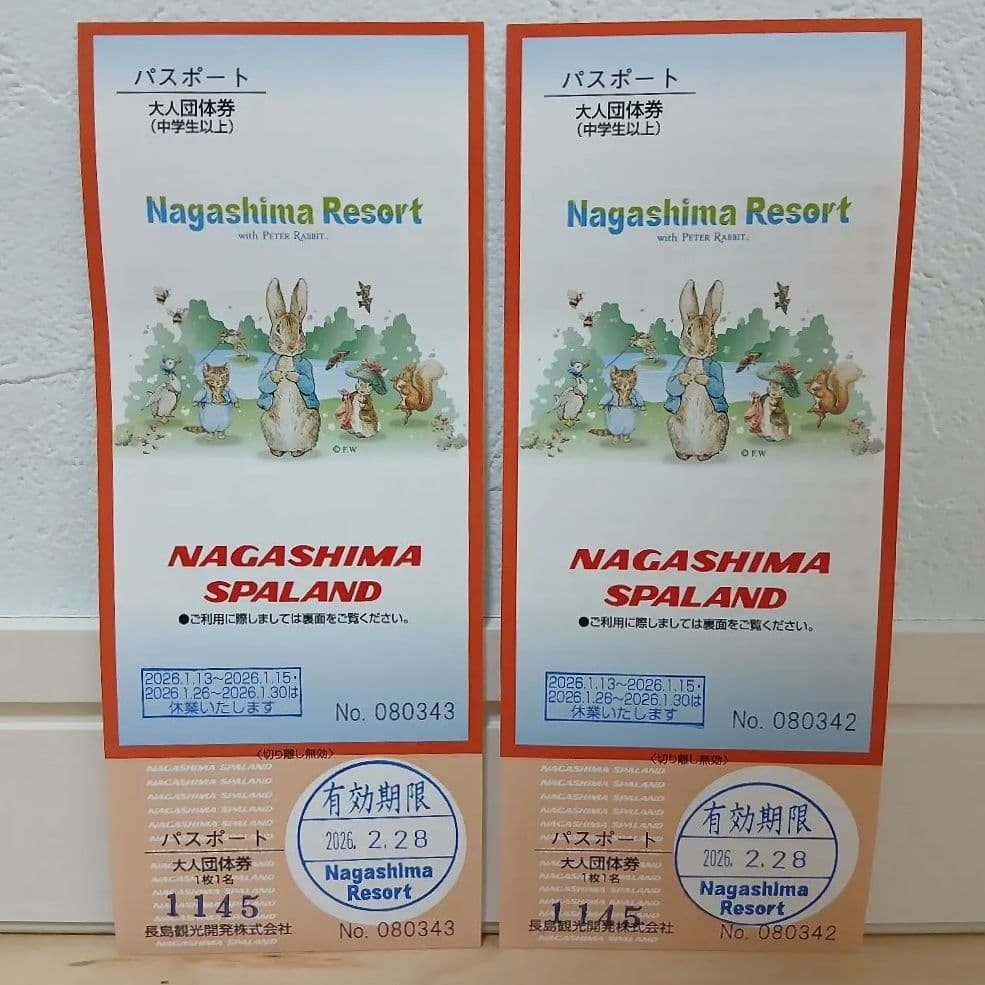 パスポート
大人団体券
(中学生以上)
Nagashima Resort
with PETER RABBIT™
©F.W
NAGASHIMA
SPALAND
●ご利用に際しましては裏面をご覧ください。
2026.1.13～2026.1.15・
2026.1.26～2026.1.30は
休業いたします
No. 080343
〈切り離し無効〉
NAGASHIMA SPALAND
パスポート
大人団体券
1枚1名
1145
長島観光開発株式会社
有効期限
2026. 2.28
Nagashima
Resort
No. 080343
パスポート
大人団体券
(中学生以上)
Nagashima Resort
with PETER RABBIT™
©F.W
NAGASHIMA
SPALAND
●ご利用に際しましては裏面をご覧ください。
2026.1.13～2026.1.15・
2026.1.26～2026.1.30は
休業いたします
No. 080342
〈切り離し無効〉
NAGASHIMA SPALAND
パスポート
大人団体券
1枚1名
1145
長島観光開発株式会社
有効期限
2026. 2.28
Nagashima
Resort
No. 080342